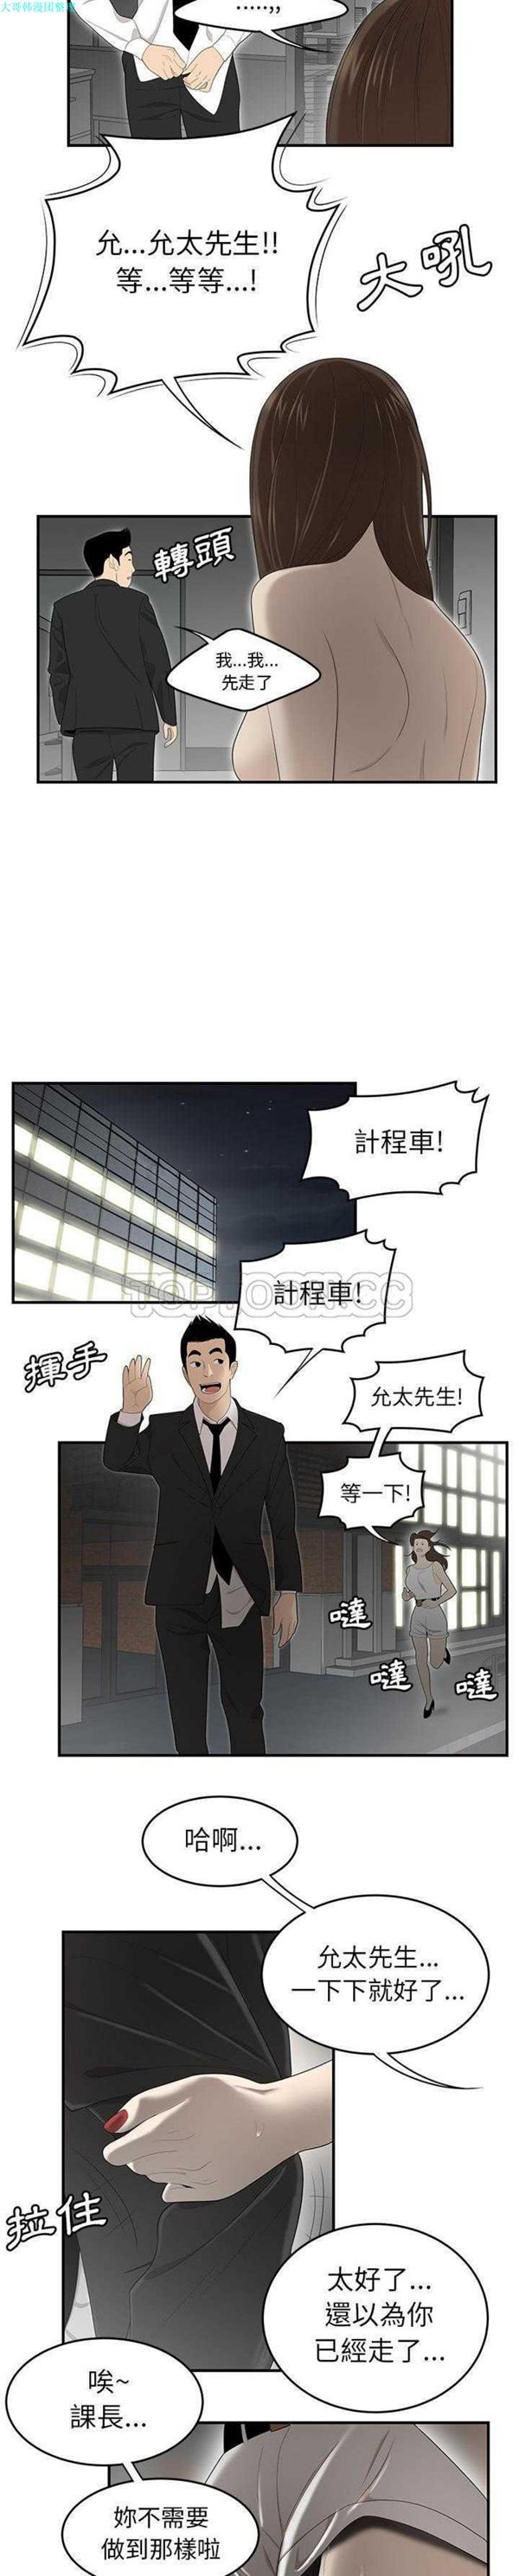 大哥韩漫团整理
.....,,
允...允太先生!!
等...等等...!
大吼
轉頭
我...我...
先走了
計程車!
TOPTOON.CC
計程車!
揮手
允太先生!
等一下!
噠
噠
噠
哈啊...
允太先生...
一下下就好了...
拉住
太好了...
還以為你
已經走了...
唉~
課長...
妳不需要
做到那樣啦